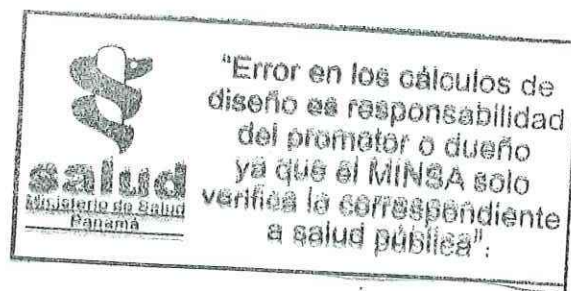 salud
Ministerio de Salud
Panamá
"Error en los cálculos de
diseño es responsabilidad
del promotor o dueño
ya que el MINSA solo
verifica lo correspondiente
a salud pública":